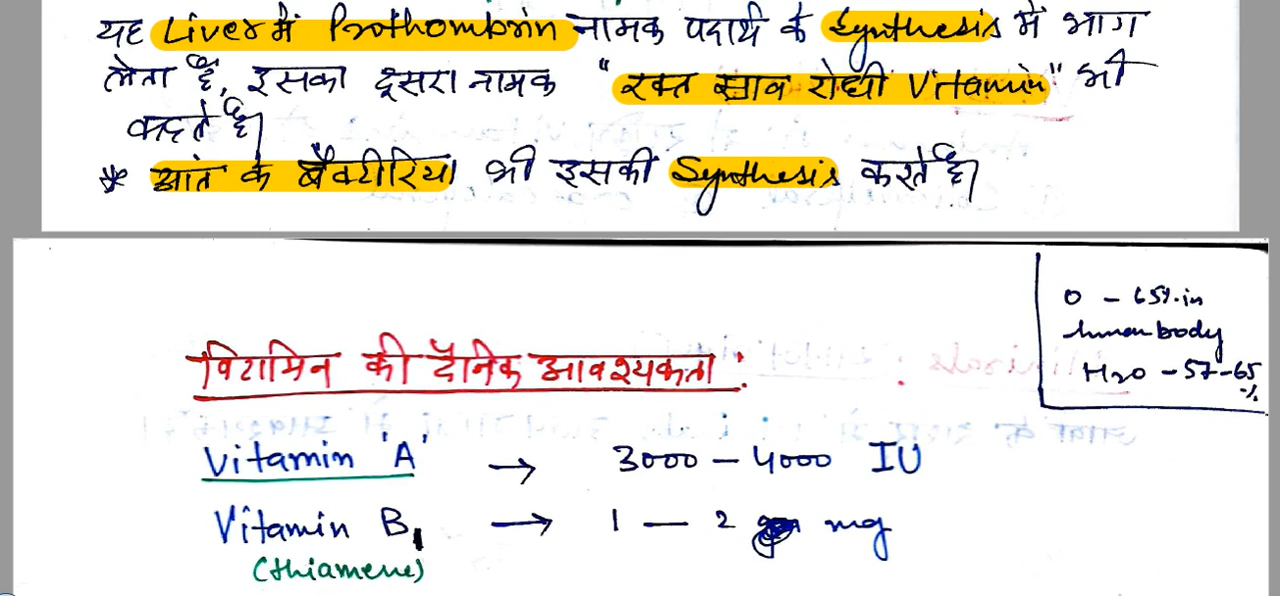 यह Liver में Prothombrin नामक पदार्थ के Synthesis में भाग
लेता है, इसका दूसरा नामक "रक्त स्राव रोधी Vitamin" भी
कहते है।
* आंत के बैक्टीरिया भी इसकी Synthesis करते है।
O - 65% in
human body
H2O - 57-65
%
विटामिन की दैनिक आवश्यकता :
Vitamin 'A' → 3000 - 4000 IU
Vitamin B1 → 1 - 2 mg
(thiamene)